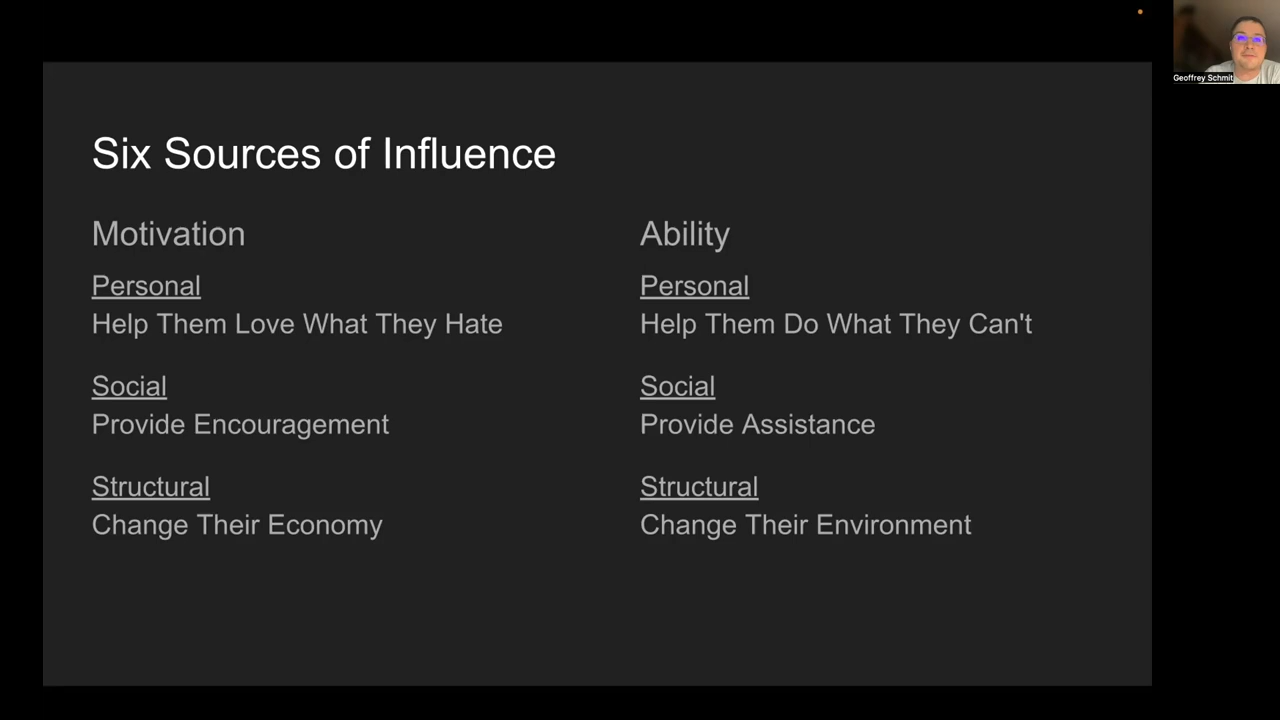 Geoffrey Schmit
Six Sources of Influence
Motivation
Personal
Help Them Love What They Hate
Social
Provide Encouragement
Structural
Change Their Economy
Ability
Personal
Help Them Do What They Can't
Social
Provide Assistance
Structural
Change Their Environment